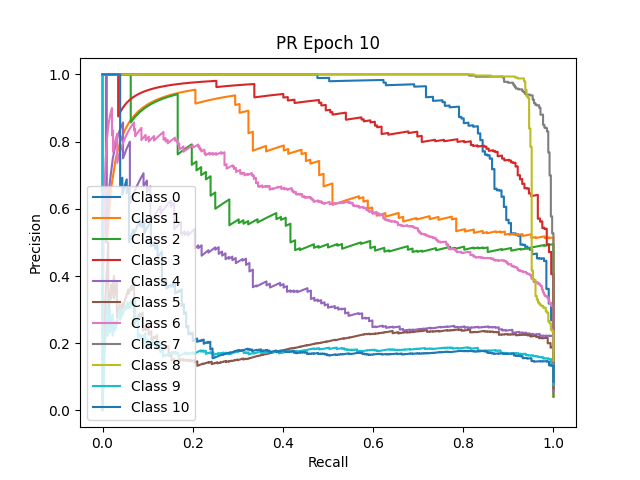 PR Epoch 10
Precision
1.0
0.8
0.6
0.4
0.2
0.0
Class 0
Class 1
Class 2
Class 3
Class 4
Class 5
Class 6
Class 7
Class 8
Class 9
Class 10
0.0 0.2 0.4 0.6 0.8 1.0
Recall